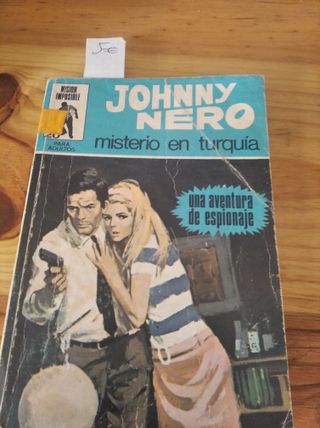 5€
MISION
IMPOSIBLE
PARA
ADULTOS
JOHNNY
NERO
misterio en turquía
una aventura
de espionaje